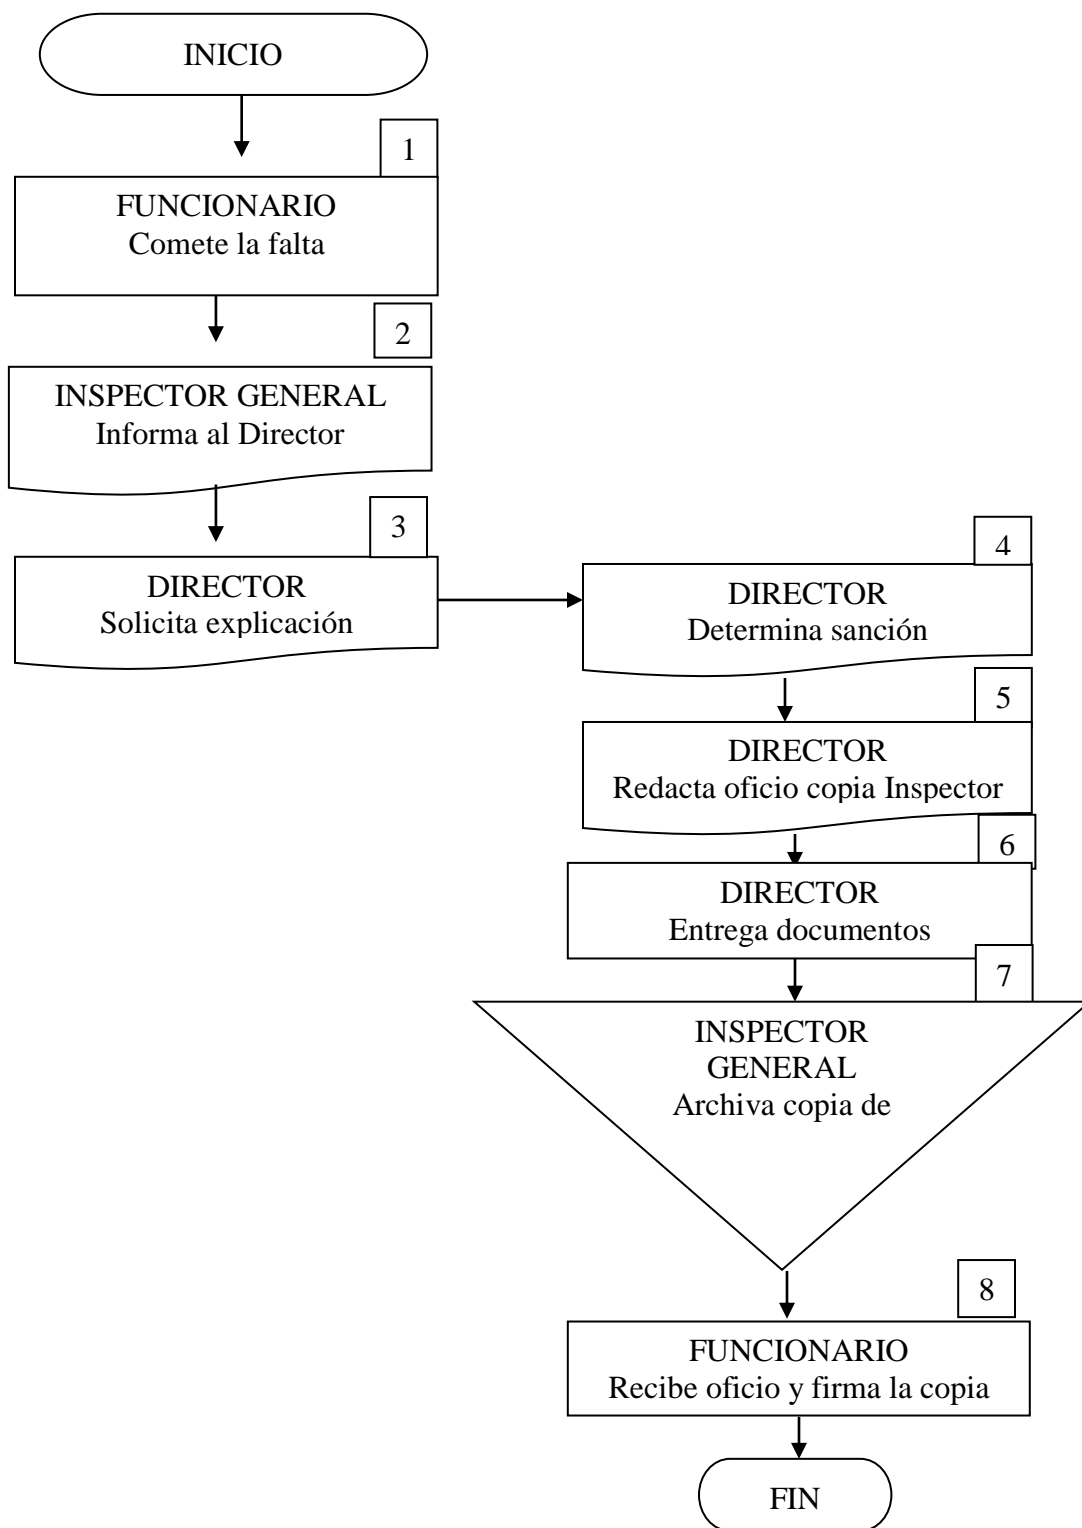 INICIO
1
FUNCIONARIO
Comete la falta
2
INSPECTOR GENERAL
Informa al Director
3
DIRECTOR
Solicita explicación
4
DIRECTOR
Determina sanción
5
DIRECTOR
Redacta oficio copia Inspector
6
DIRECTOR
Entrega documentos
7
INSPECTOR
GENERAL
Archiva copia de
8
FUNCIONARIO
Recibe oficio y firma la copia
FIN